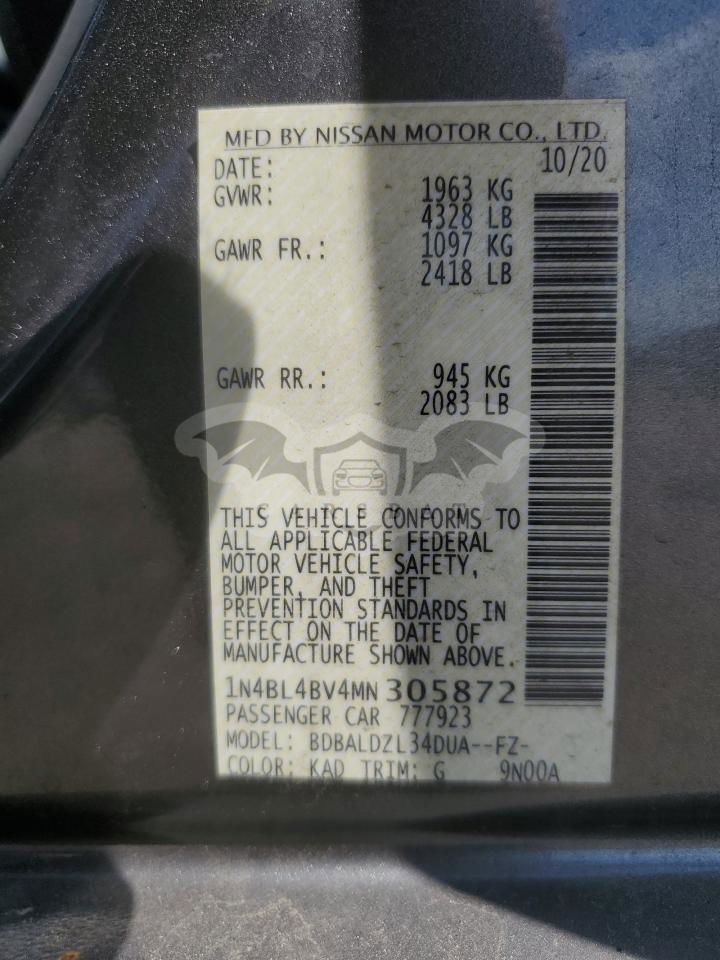 MFD BY NISSAN MOTOR CO., LTD.
DATE: 10/20
GVWR: 1963 KG
4328 LB
GAWR FR.: 1097 KG
2418 LB
GAWR RR.: 945 KG
2083 LB
THIS VEHICLE CONFORMS TO
ALL APPLICABLE FEDERAL
MOTOR VEHICLE SAFETY,
BUMPER, AND THEFT
PREVENTION STANDARDS IN
EFFECT ON THE DATE OF
MANUFACTURE SHOWN ABOVE.
1N4BL4BV4MN305872
PASSENGER CAR 777923
MODEL: BDBALDZL34DUA--FZ-
COLOR: KAD TRIM: G 9N00A